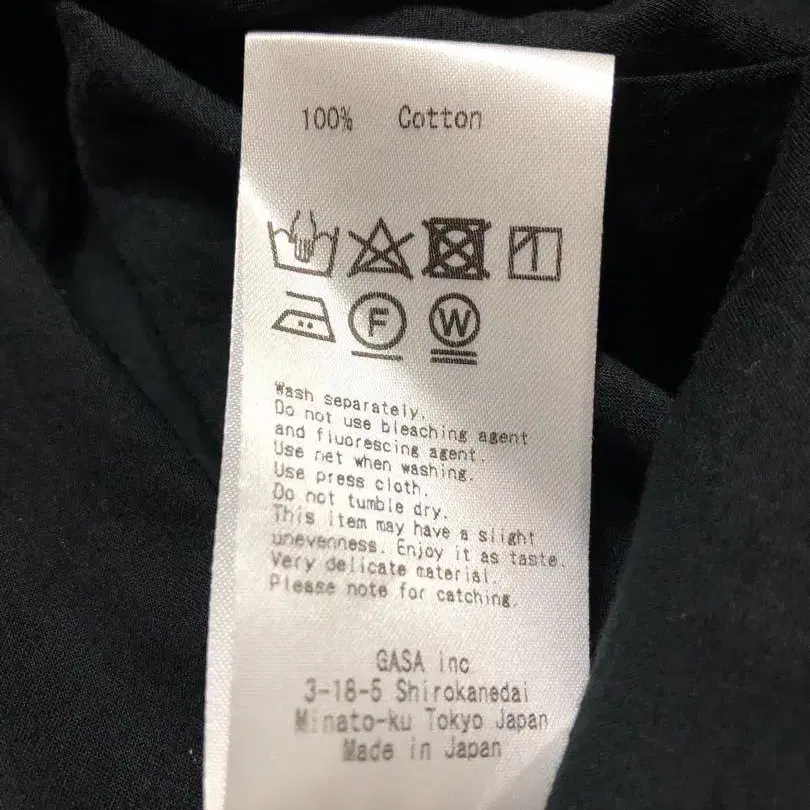 100% Cotton
F W
Wash separately.
Do not use bleaching agent
and fluorescing agent.
Use net when washing.
Use press cloth.
Do not tumble dry.
This item may have a slight
unevenness. Enjoy it as taste.
Very delicate material.
Please note for catching.
GASA inc
3-18-5 Shirokanedai
Minato-ku Tokyo Japan
Made in Japan